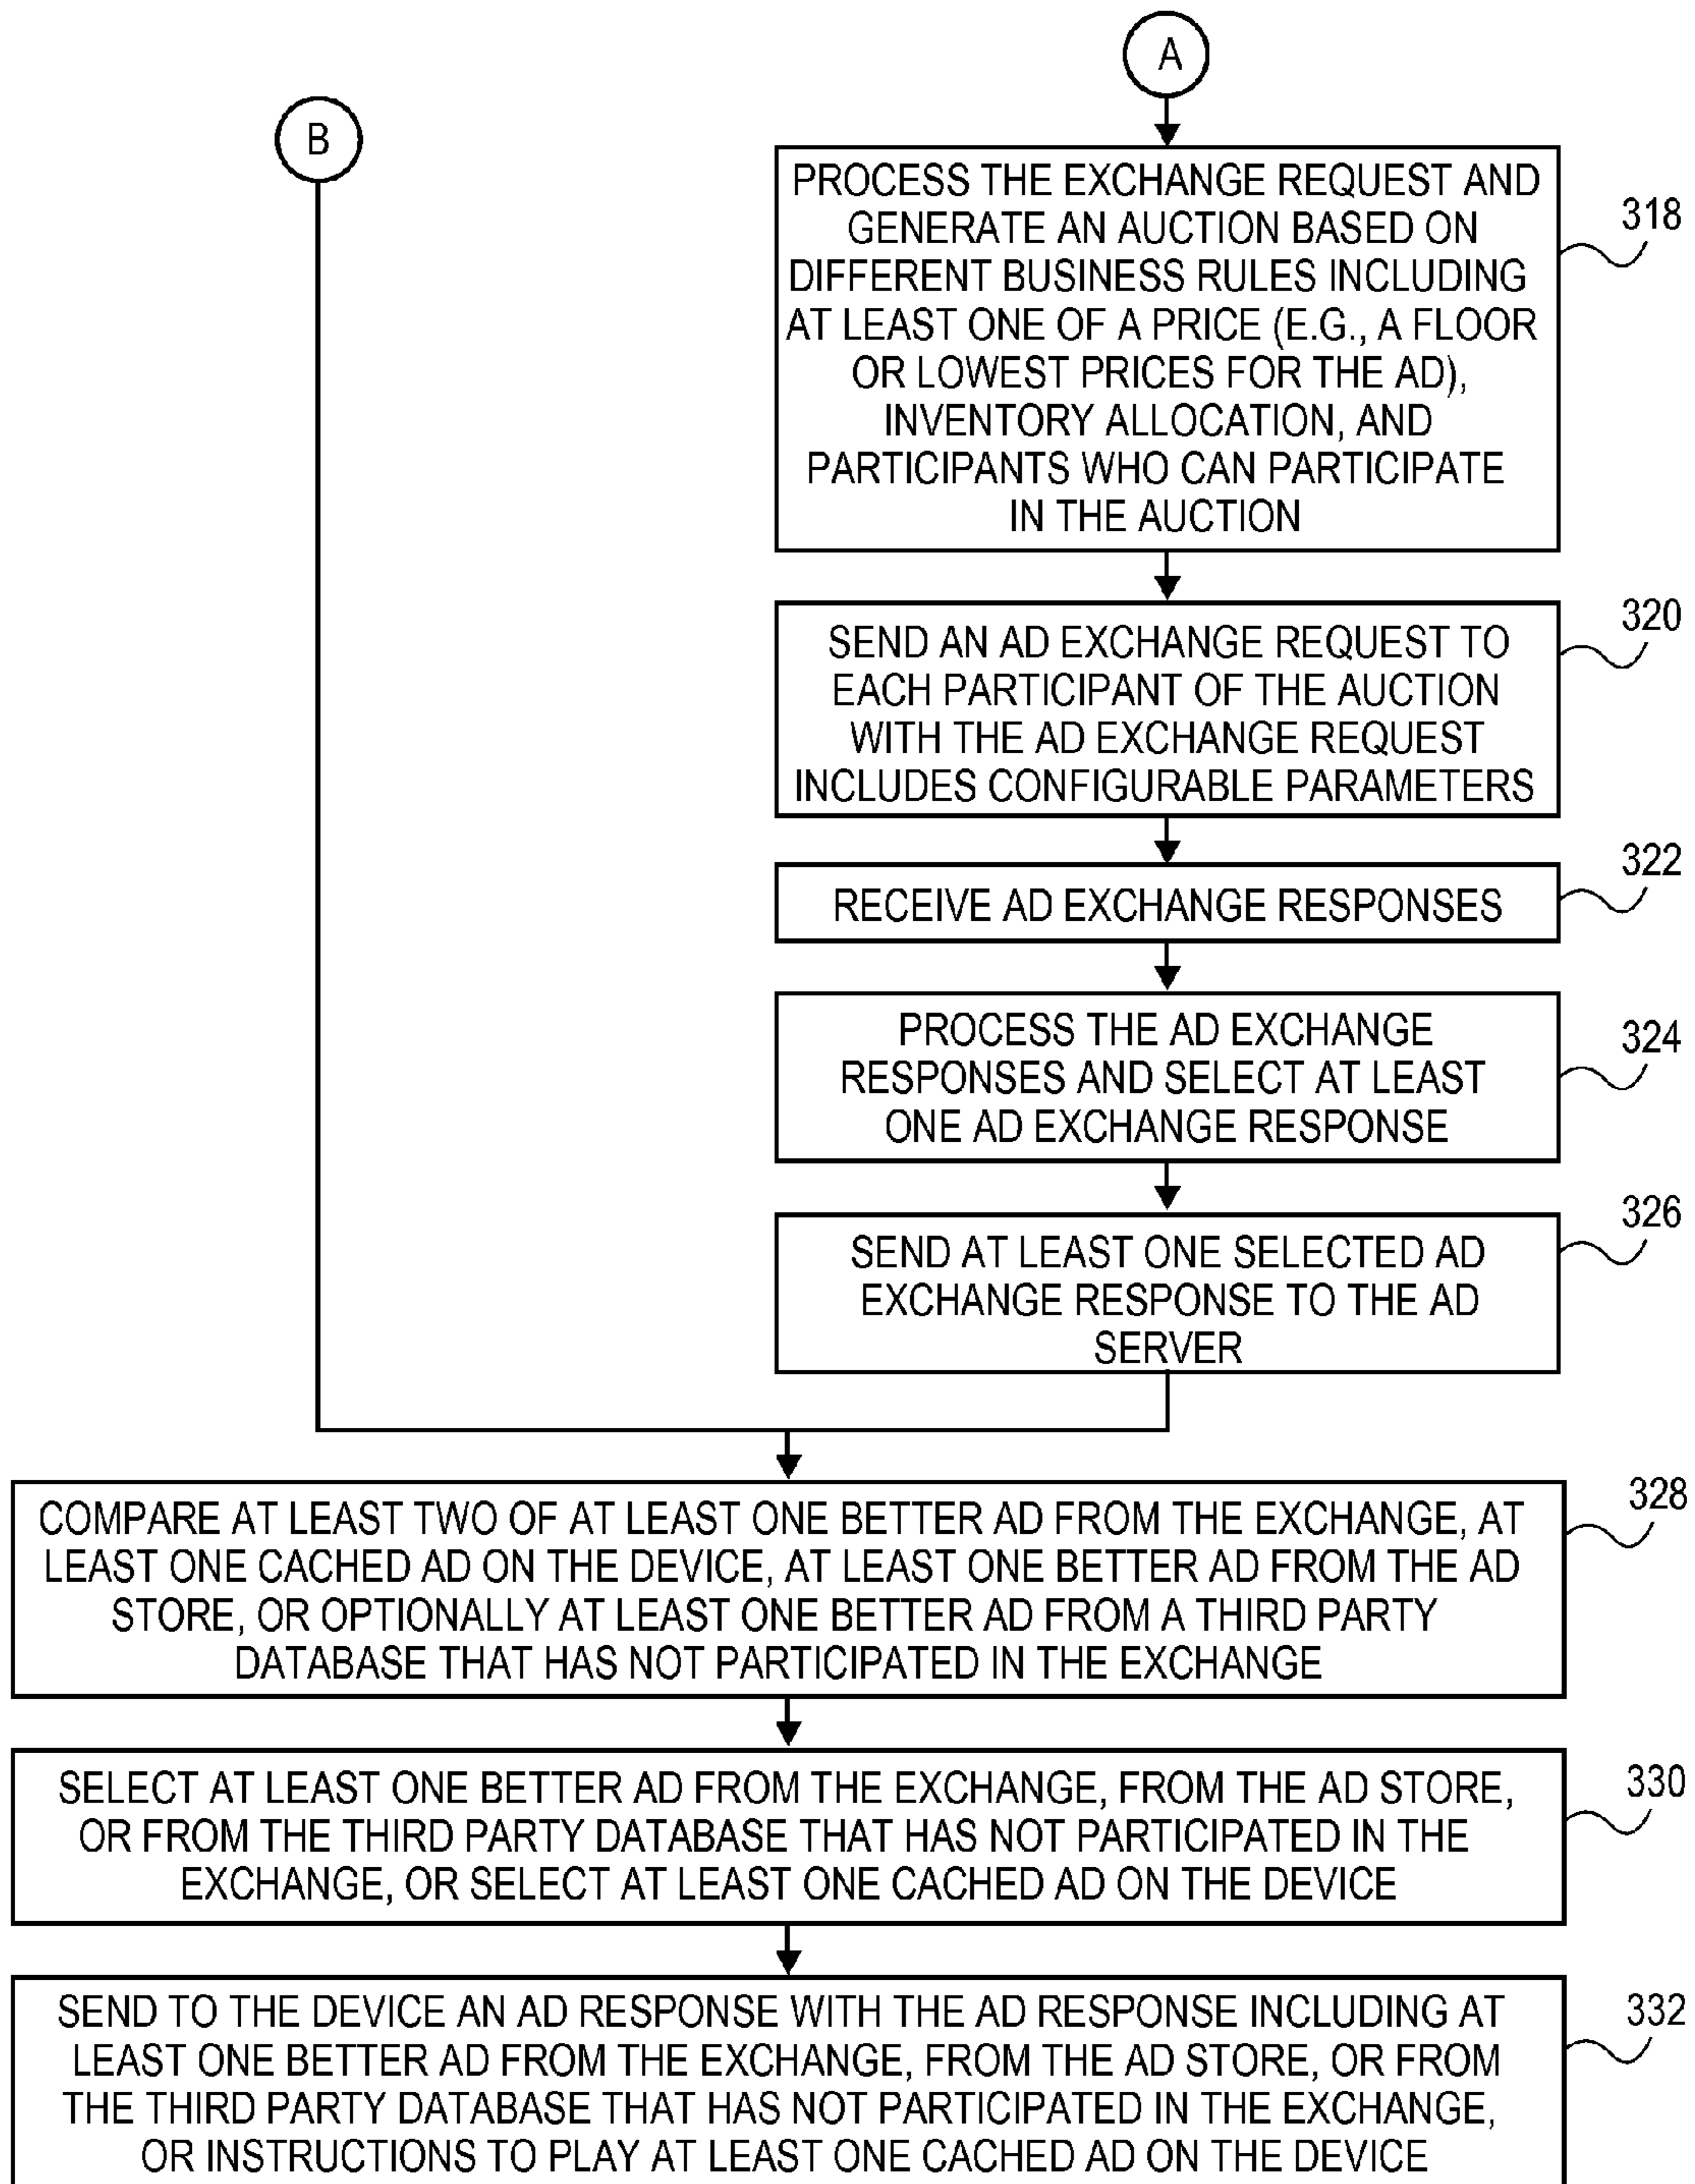 A
B
PROCESS THE EXCHANGE REQUEST AND
GENERATE AN AUCTION BASED ON
DIFFERENT BUSINESS RULES INCLUDING
AT LEAST ONE OF A PRICE (E.G., A FLOOR
OR LOWEST PRICES FOR THE AD),
INVENTORY ALLOCATION, AND
PARTICIPANTS WHO CAN PARTICIPATE
IN THE AUCTION
318
SEND AN AD EXCHANGE REQUEST TO
EACH PARTICIPANT OF THE AUCTION
WITH THE AD EXCHANGE REQUEST
INCLUDES CONFIGURABLE PARAMETERS
320
RECEIVE AD EXCHANGE RESPONSES
322
PROCESS THE AD EXCHANGE
RESPONSES AND SELECT AT LEAST
ONE AD EXCHANGE RESPONSE
324
SEND AT LEAST ONE SELECTED AD
EXCHANGE RESPONSE TO THE AD
SERVER
326
COMPARE AT LEAST TWO OF AT LEAST ONE BETTER AD FROM THE EXCHANGE, AT
LEAST ONE CACHED AD ON THE DEVICE, AT LEAST ONE BETTER AD FROM THE AD
STORE, OR OPTIONALLY AT LEAST ONE BETTER AD FROM A THIRD PARTY
DATABASE THAT HAS NOT PARTICIPATED IN THE EXCHANGE
328
SELECT AT LEAST ONE BETTER AD FROM THE EXCHANGE, FROM THE AD STORE,
OR FROM THE THIRD PARTY DATABASE THAT HAS NOT PARTICIPATED IN THE
EXCHANGE, OR SELECT AT LEAST ONE CACHED AD ON THE DEVICE
330
SEND TO THE DEVICE AN AD RESPONSE WITH THE AD RESPONSE INCLUDING AT
LEAST ONE BETTER AD FROM THE EXCHANGE, FROM THE AD STORE, OR FROM
THE THIRD PARTY DATABASE THAT HAS NOT PARTICIPATED IN THE EXCHANGE,
OR INSTRUCTIONS TO PLAY AT LEAST ONE CACHED AD ON THE DEVICE
332